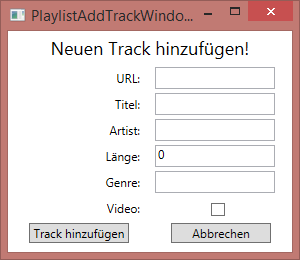 PlaylistAddTrackWindo...
Neuen Track hinzufügen!
URL:
Titel:
Artist:
Länge: 0
Genre:
Video:
Track hinzufügen Abbrechen